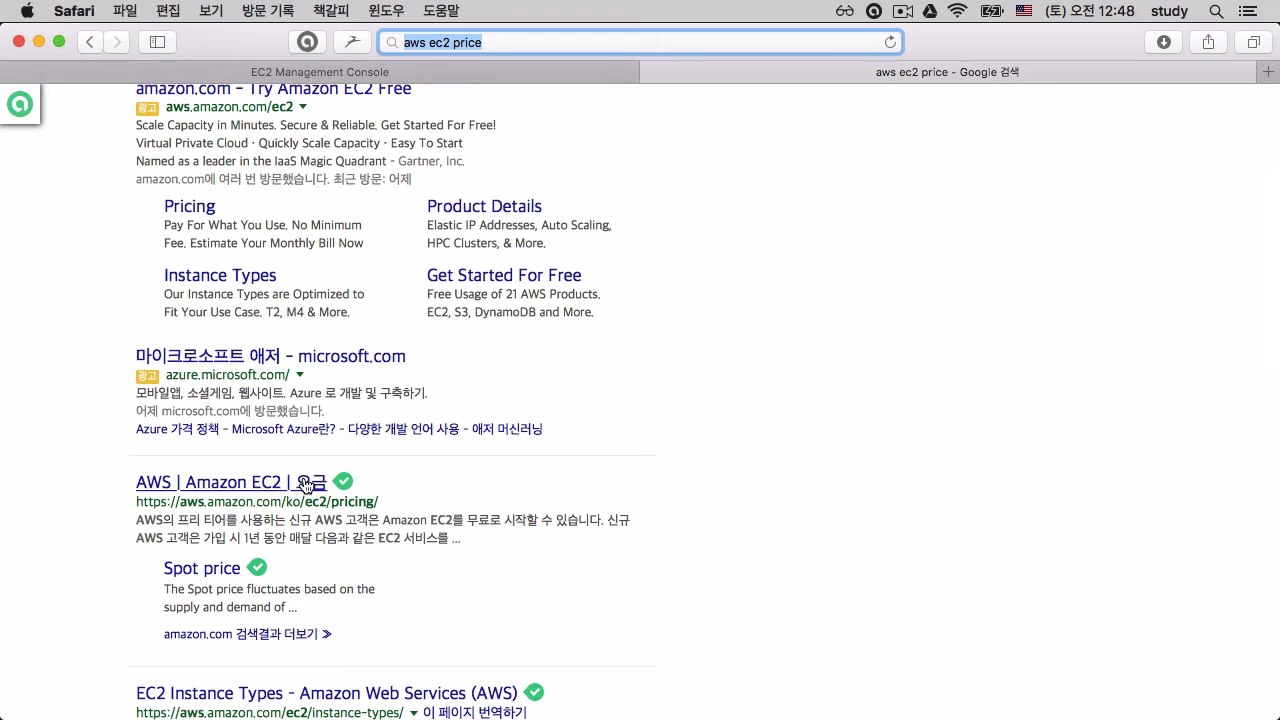 Safari 파일 편집 보기 방문 기록 책갈피 윈도우 도움말 (토) 오전 12:48 study
aws ec2 price
EC2 Management Console
aws ec2 price - Google 검색
amazon.com - Try Amazon EC2 Free
광고 aws.amazon.com/ec2
Scale Capacity in Minutes. Secure & Reliable. Get Started For Free!
Virtual Private Cloud · Quickly Scale Capacity · Easy To Start
Named as a leader in the IaaS Magic Quadrant - Gartner, Inc.
amazon.com에 여러 번 방문했습니다. 최근 방문: 어제
Pricing
Pay For What You Use. No Minimum
Fee. Estimate Your Monthly Bill Now
Product Details
Elastic IP Addresses, Auto Scaling,
HPC Clusters, & More.
Instance Types
Our Instance Types are Optimized to
Fit Your Use Case. T2, M4 & More.
Get Started For Free
Free Usage of 21 AWS Products.
EC2, S3, DynamoDB and More.
마이크로소프트 애저 - microsoft.com
광고 azure.microsoft.com/
모바일앱, 소셜게임, 웹사이트. Azure 로 개발 및 구축하기.
어제 microsoft.com에 방문했습니다.
Azure 가격 정책 - Microsoft Azure란? - 다양한 개발 언어 사용 - 애저 머신러닝
AWS | Amazon EC2 | 요금
https://aws.amazon.com/ko/ec2/pricing/
AWS의 프리 티어를 사용하는 신규 AWS 고객은 Amazon EC2를 무료로 시작할 수 있습니다. 신규
AWS 고객은 가입 시 1년 동안 매달 다음과 같은 EC2 서비스를 ...
Spot price
The Spot price fluctuates based on the
supply and demand of ...
amazon.com 검색결과 더보기 »
EC2 Instance Types - Amazon Web Services (AWS)
https://aws.amazon.com/ec2/instance-types/ 이 페이지 번역하기